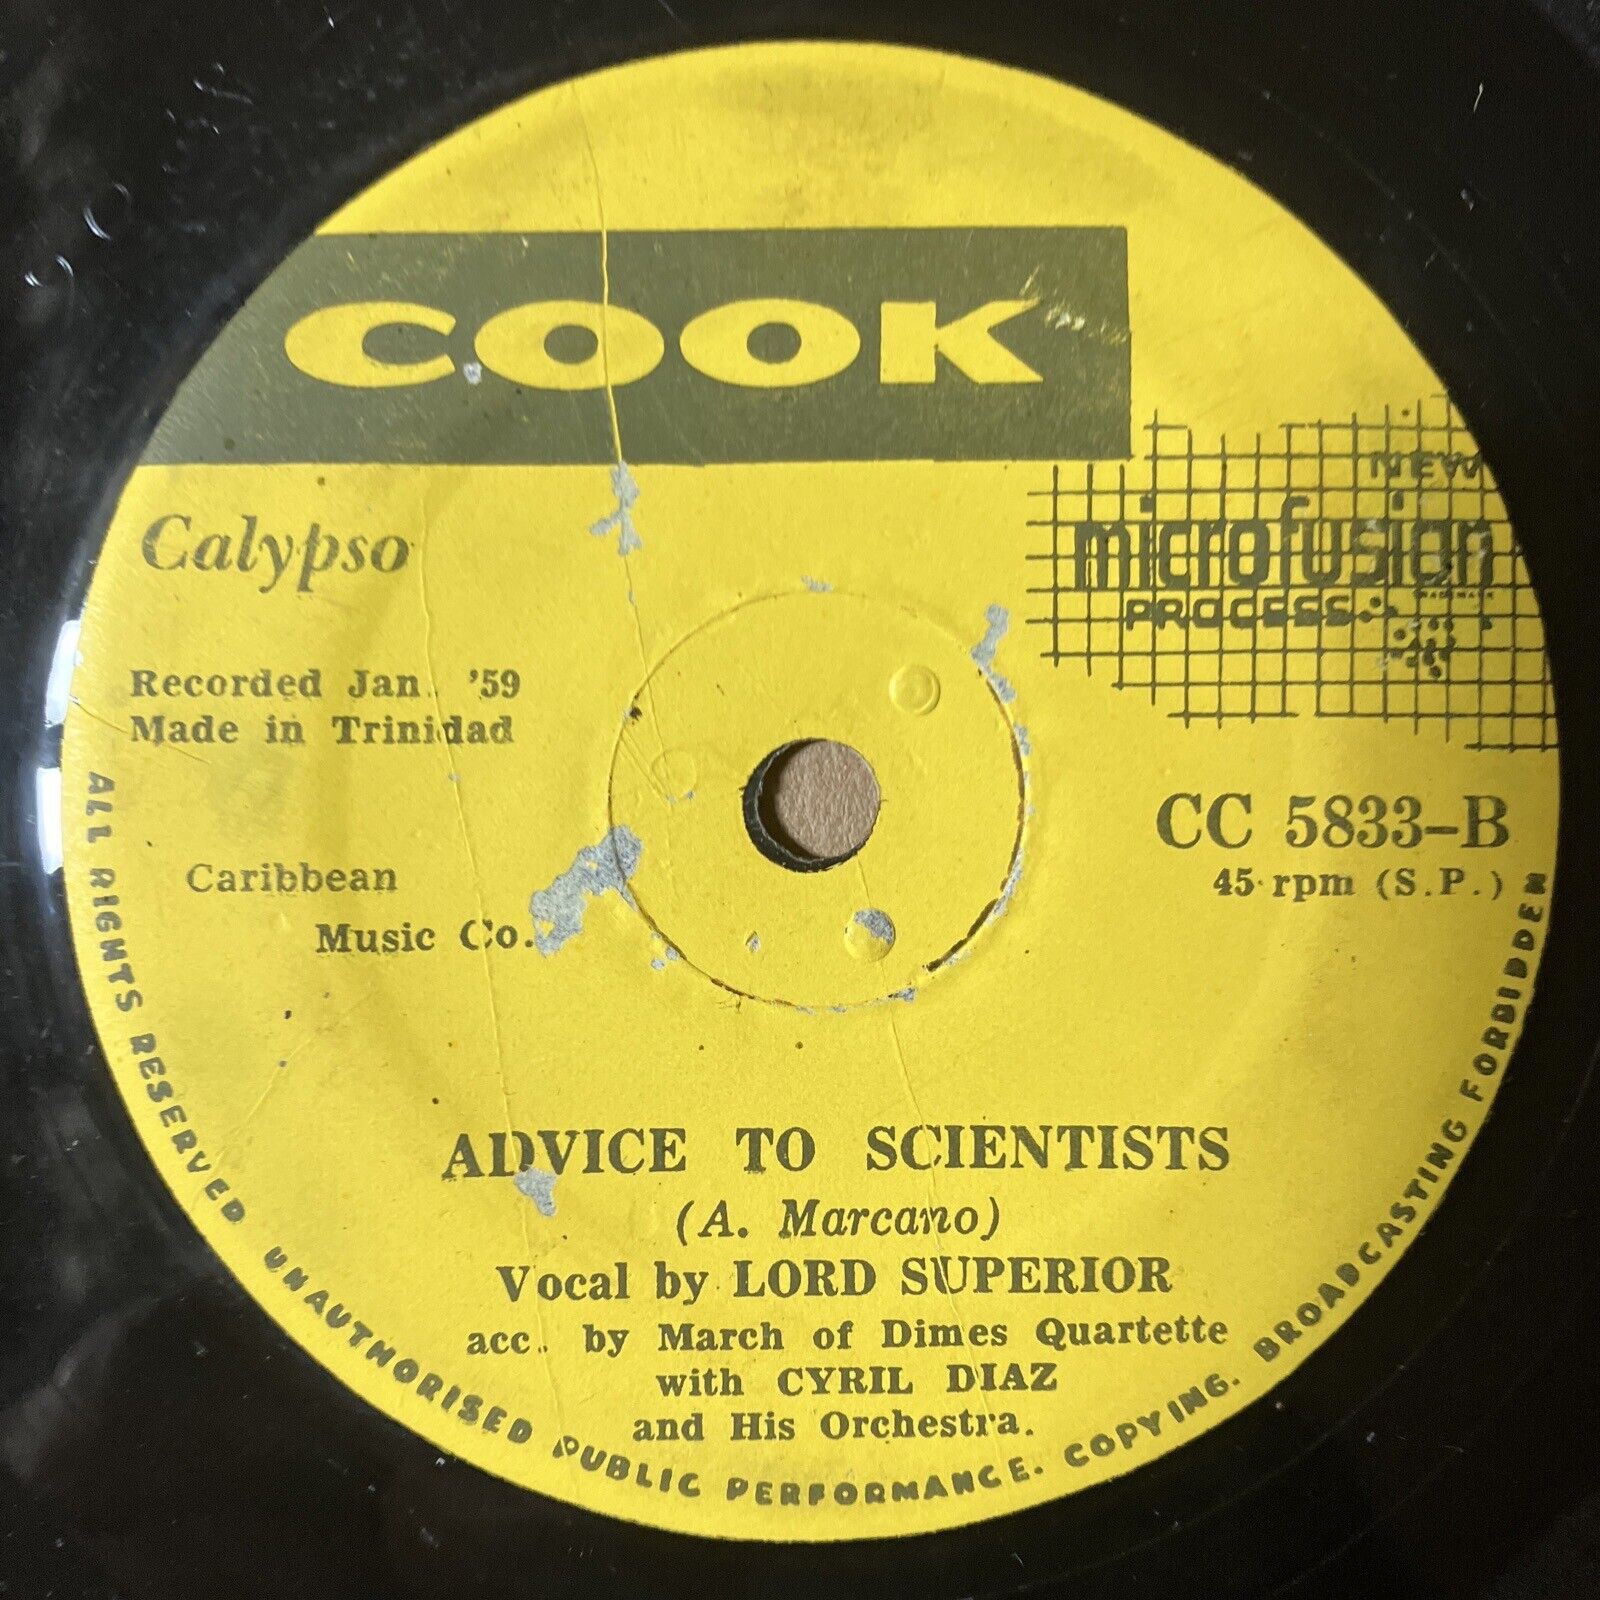 COOK
NEW
microfusion
TRADEMARK
PROCESS
Calypso
Recorded Jan. '59
Made in Trinidad
CC 5833-B
45 rpm (S.P.)
Caribbean
Music Co.
ADVICE TO SCIENTISTS
(A. Marcano)
Vocal by LORD SUPERIOR
acc. by March of Dimes Quartette
with CYRIL DIAZ
and His Orchestra.
ALL RIGHTS RESERVED UNAUTHORISED PUBLIC PERFORMANCE. COPYING. BROADCASTING FORBIDDEN